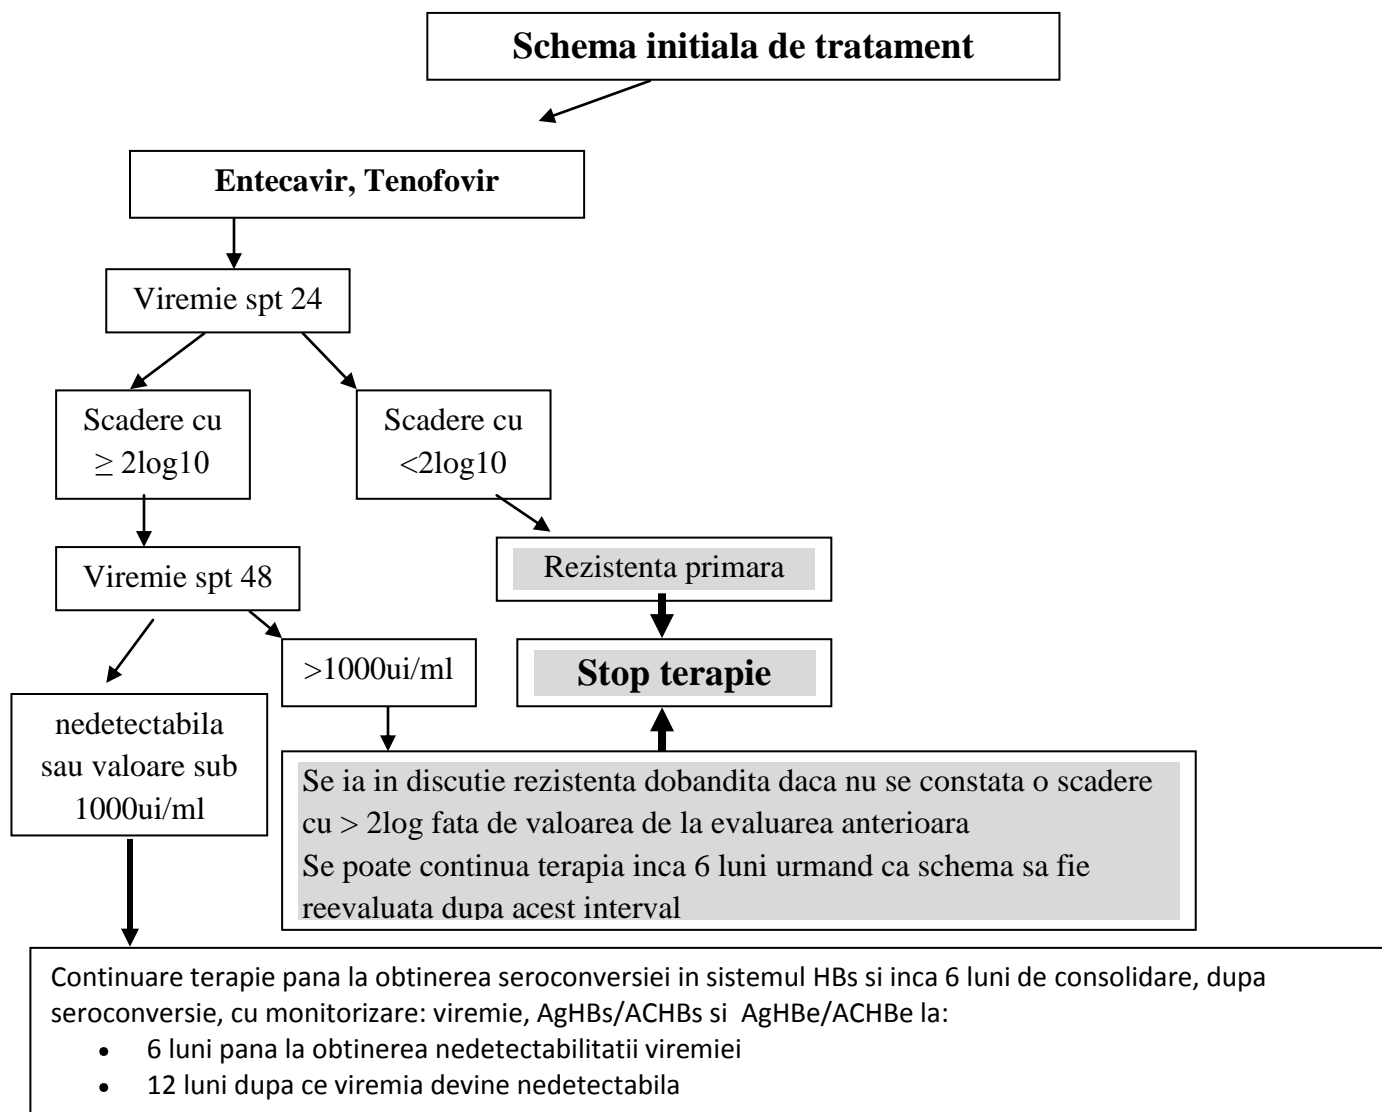 Schema initiala de tratament
Entecavir, Tenofovir
Viremie spt 24
Scadere cu
≥ 2log10
Scadere cu
<2log10
Viremie spt 48
Rezistenta primara
>1000ui/ml
Stop terapie
nedetectabila
sau valoare sub
1000ui/ml
Se ia in discutie rezistenta dobandita daca nu se constata o scadere
cu > 2log fata de valoarea de la evaluarea anterioara
Se poate continua terapia inca 6 luni urmand ca schema sa fie
reevaluata dupa acest interval
Continuare terapie pana la obtinerea seroconversiei in sistemul HBs si inca 6 luni de consolidare, dupa
seroconversie, cu monitorizare: viremie, AgHBs/ACHBs si AgHBe/ACHBe la:
• 6 luni pana la obtinerea nedetectabilitatii viremiei
• 12 luni dupa ce viremia devine nedetectabila